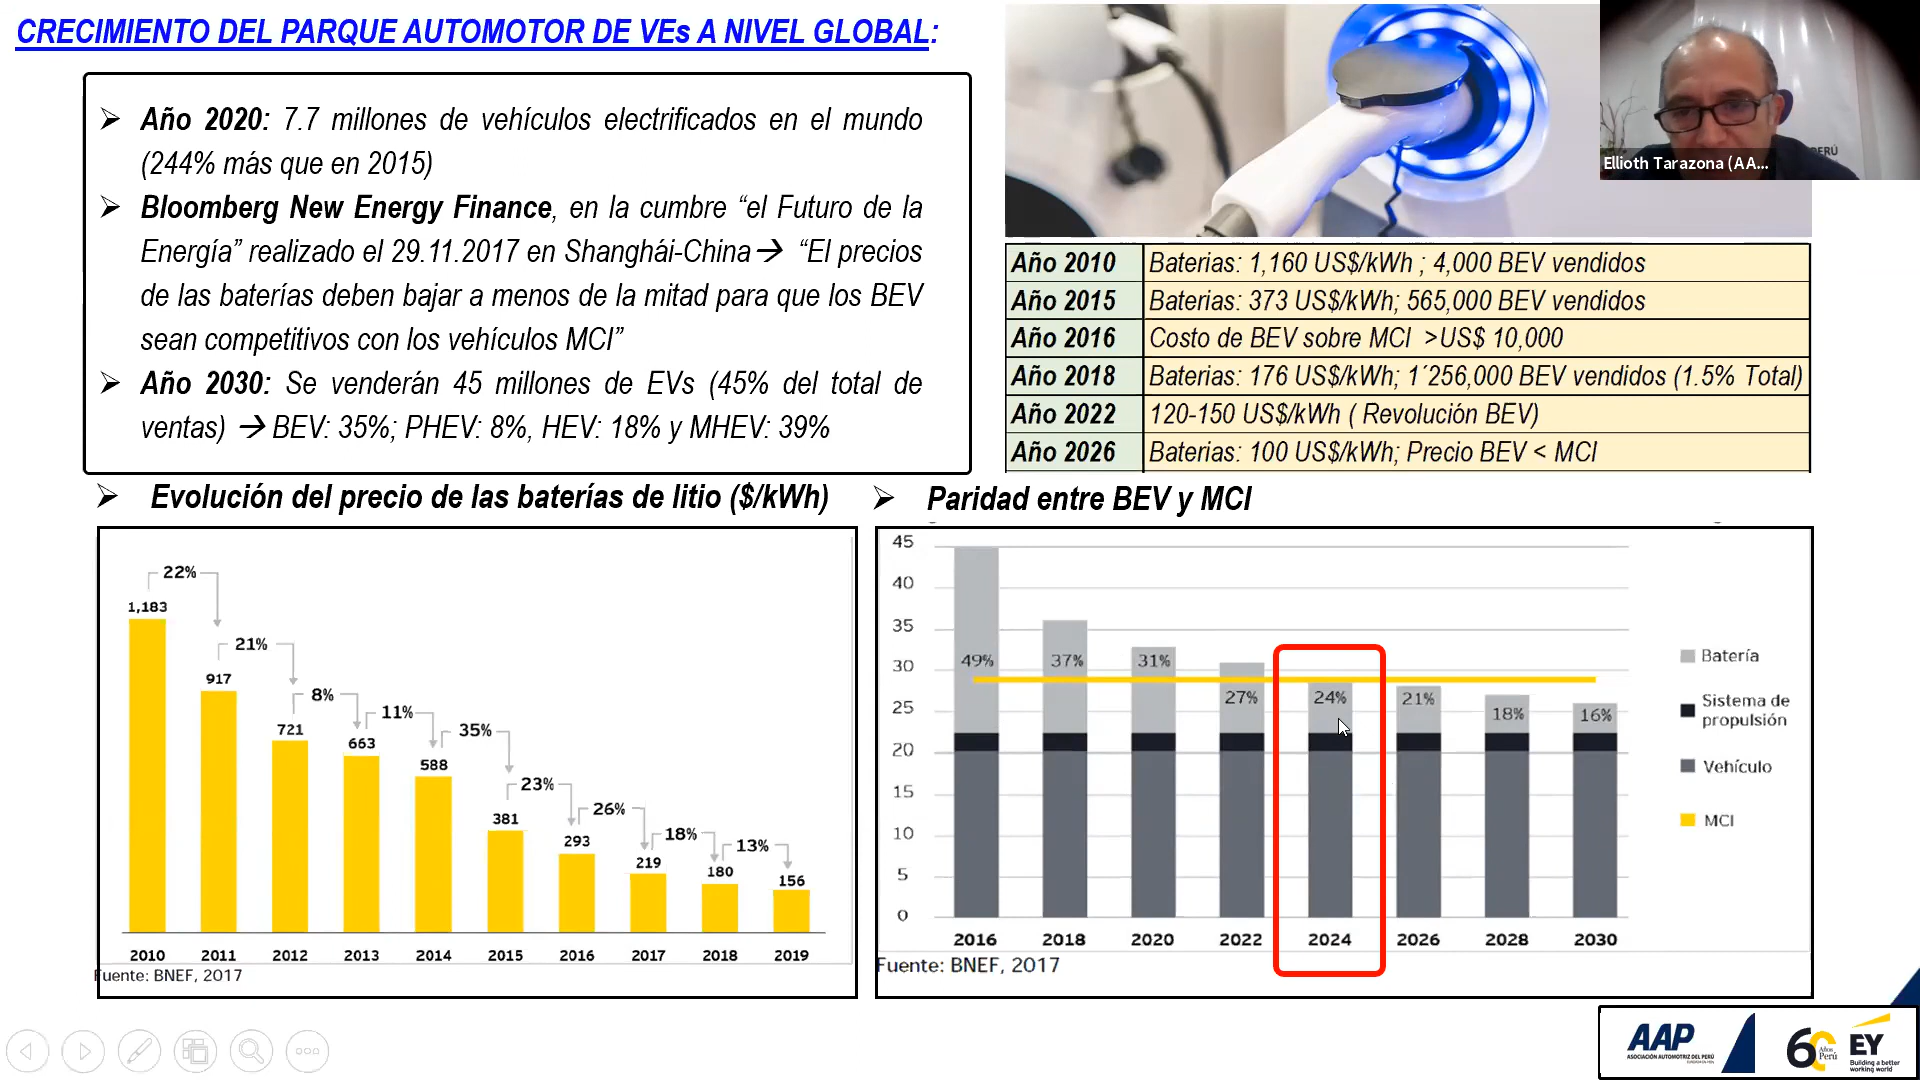 CRECIMIENTO DEL PARQUE AUTOMOTOR DE VEs A NIVEL GLOBAL:
Año 2020: 7.7 millones de vehículos electrificados en el mundo
(244% más que en 2015)
Bloomberg New Energy Finance, en la cumbre “el Futuro de la
Energía” realizado el 29.11.2017 en Shanghái-China→ “El precios
de las baterías deben bajar a menos de la mitad para que los BEV
sean competitivos con los vehículos MCI”
Año 2030: Se venderán 45 millones de EVs (45% del total de
ventas) → BEV: 35%; PHEV: 8%, HEV: 18% y MHEV: 39%
PERÚ
Ellioth Tarazona (AA...
Año 2010 Baterias: 1,160 US$/kWh ; 4,000 BEV vendidos
Año 2015 Baterias: 373 US$/kWh; 565,000 BEV vendidos
Año 2016 Costo de BEV sobre MCI >US$ 10,000
Año 2018 Baterias: 176 US$/kWh; 1´256,000 BEV vendidos (1.5% Total)
Año 2022 120-150 US$/kWh ( Revolución BEV)
Año 2026 Baterias: 100 US$/kWh; Precio BEV < MCI
Evolución del precio de las baterías de litio ($/kWh)
22%
1,183
21%
917
8%
721
11%
663
35%
588
23%
381
26%
293
18%
219
13%
180
156
2010 2011 2012 2013 2014 2015 2016 2017 2018 2019
Fuente: BNEF, 2017
Paridad entre BEV y MCI
45
40
35
30
25
20
15
10
5
0
49% 37% 31% 27% 24% 21% 18% 16%
2016 2018 2020 2022 2024 2026 2028 2030
Batería
Sistema de
propulsión
Vehículo
MCI
Fuente: BNEF, 2017
AAP
ASOCIACIÓN AUTOMOTRIZ DEL PERÚ
60 Años
Perú
EY
Building a better
working world